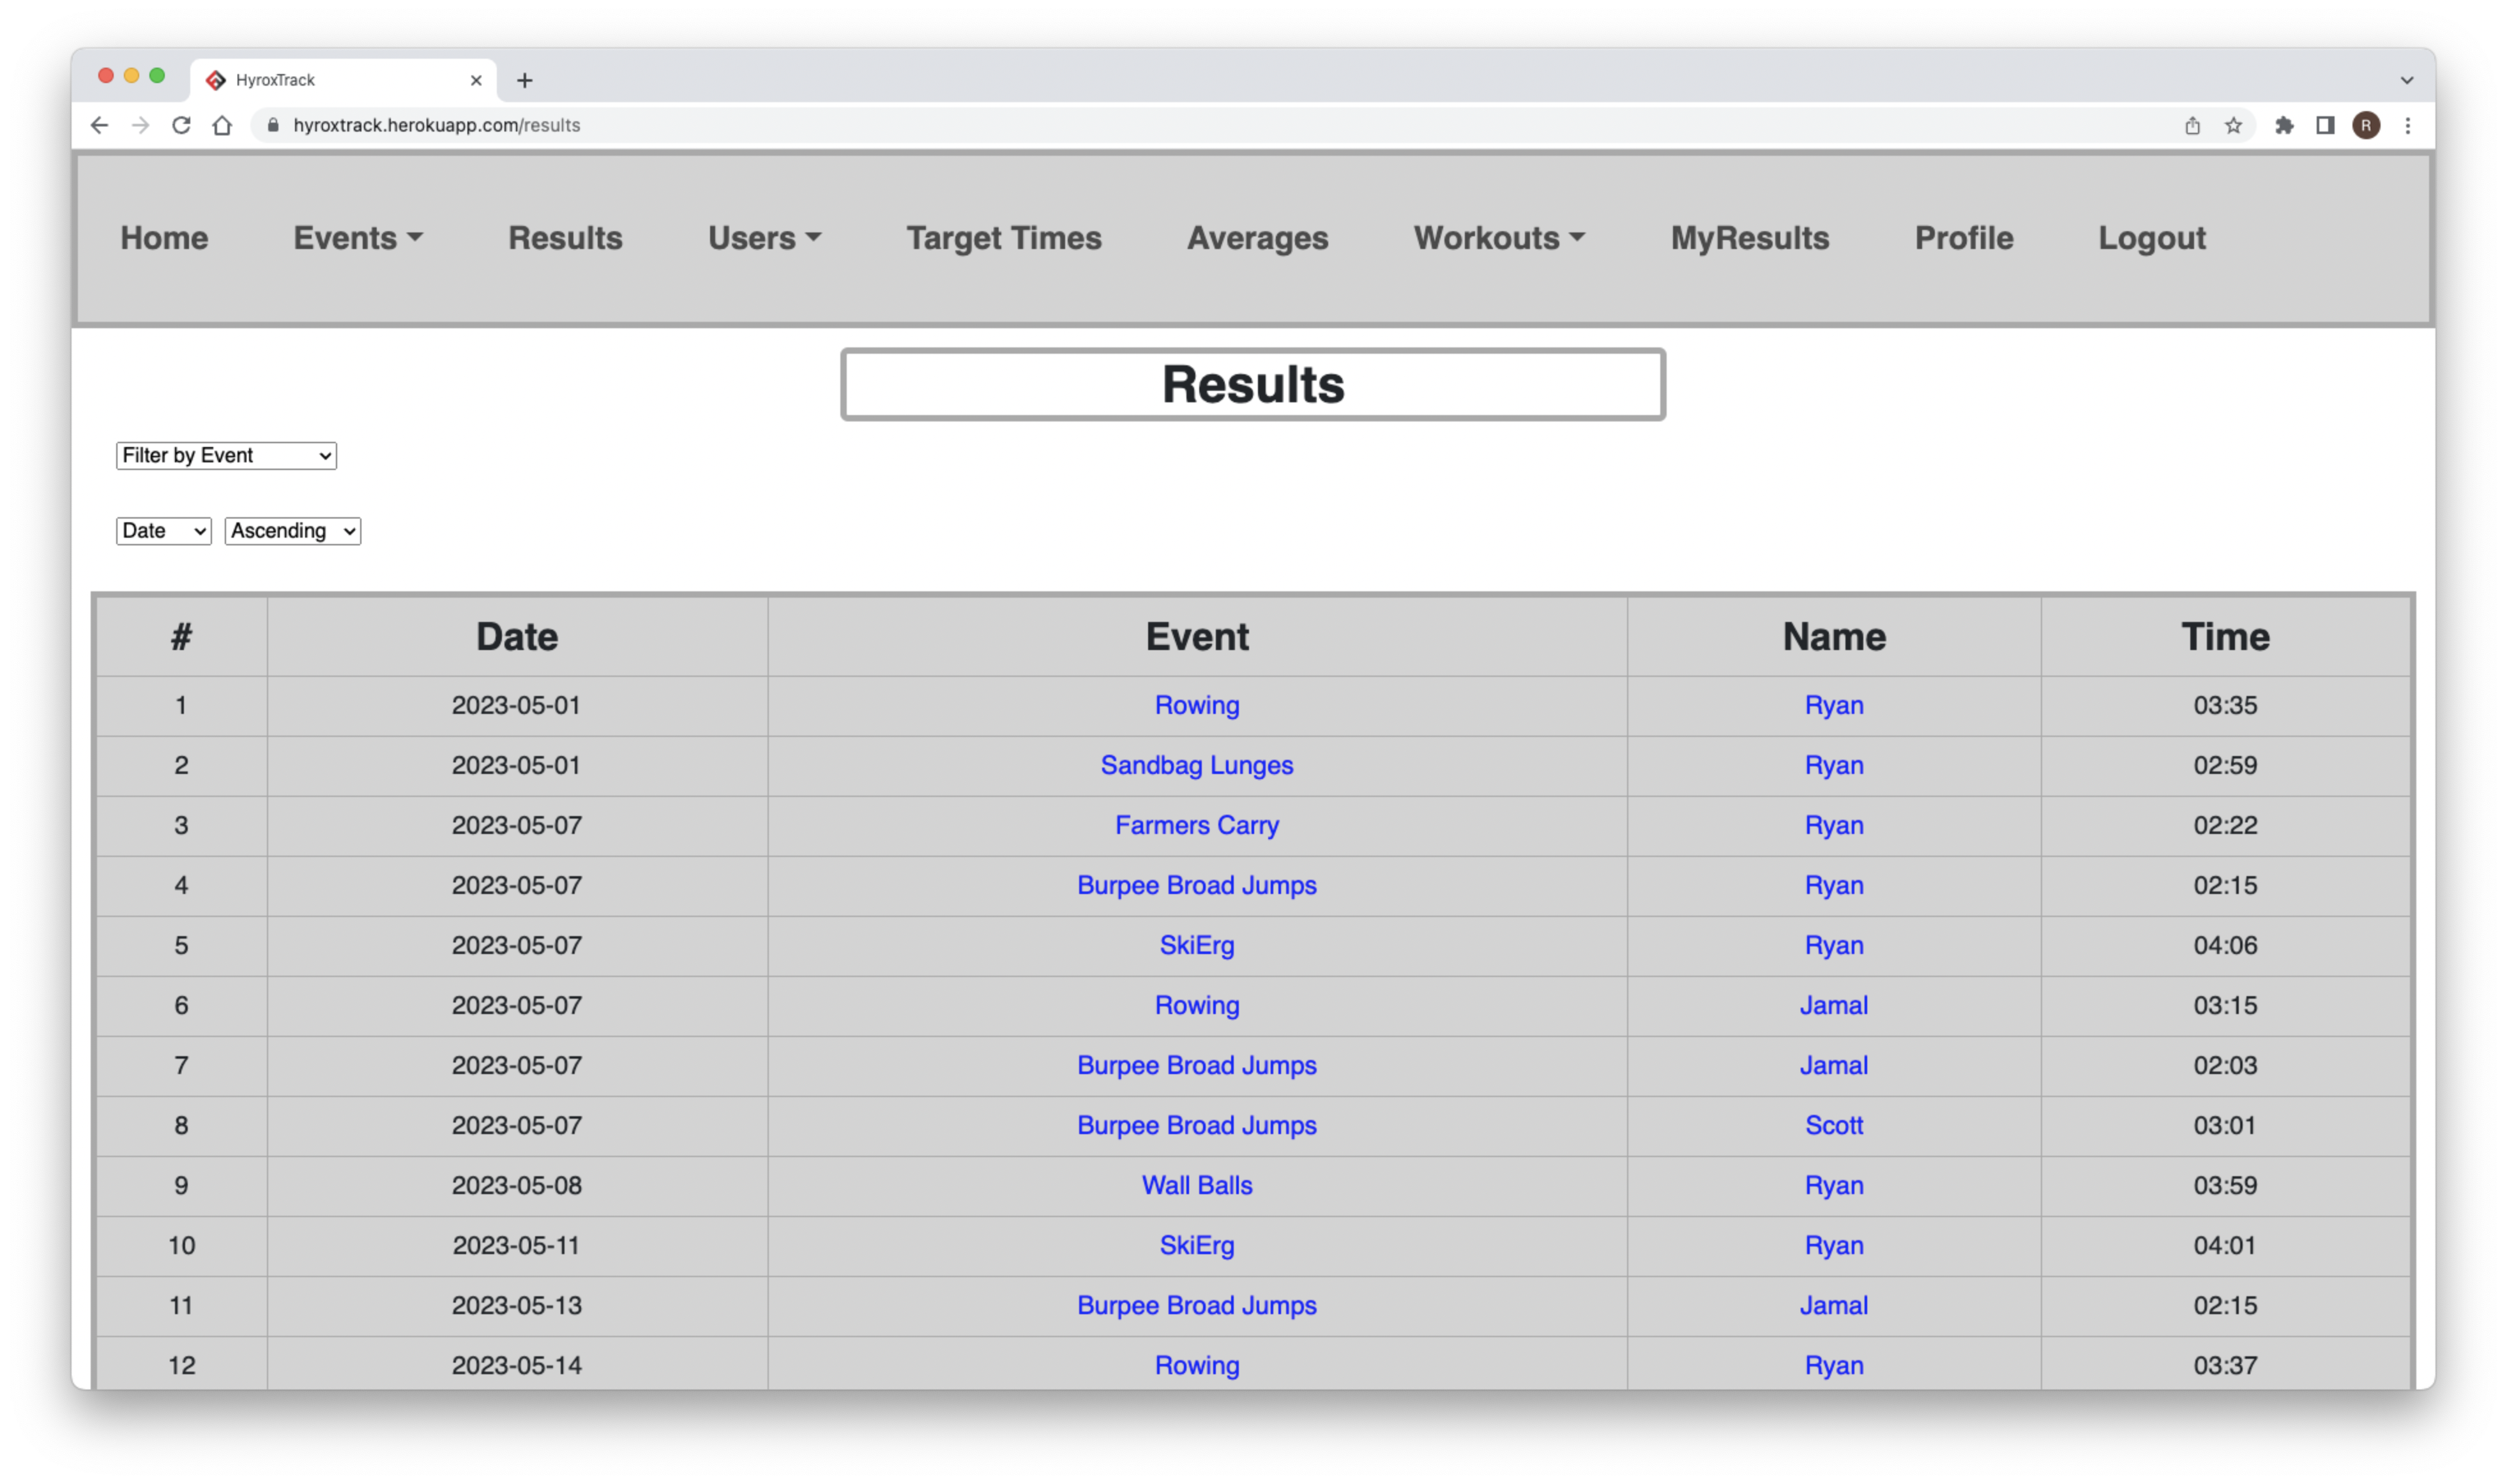 HyroxTrack
hyroxtrack.herokuapp.com/results
R
Home Events Results Users Target Times Averages Workouts MyResults Profile Logout
Results
Filter by Event
Date Ascending
# Date Event Name Time
1 2023-05-01 Rowing Ryan 03:35
2 2023-05-01 Sandbag Lunges Ryan 02:59
3 2023-05-07 Farmers Carry Ryan 02:22
4 2023-05-07 Burpee Broad Jumps Ryan 02:15
5 2023-05-07 SkiErg Ryan 04:06
6 2023-05-07 Rowing Jamal 03:15
7 2023-05-07 Burpee Broad Jumps Jamal 02:03
8 2023-05-07 Burpee Broad Jumps Scott 03:01
9 2023-05-08 Wall Balls Ryan 03:59
10 2023-05-11 SkiErg Ryan 04:01
11 2023-05-13 Burpee Broad Jumps Jamal 02:15
12 2023-05-14 Rowing Ryan 03:37